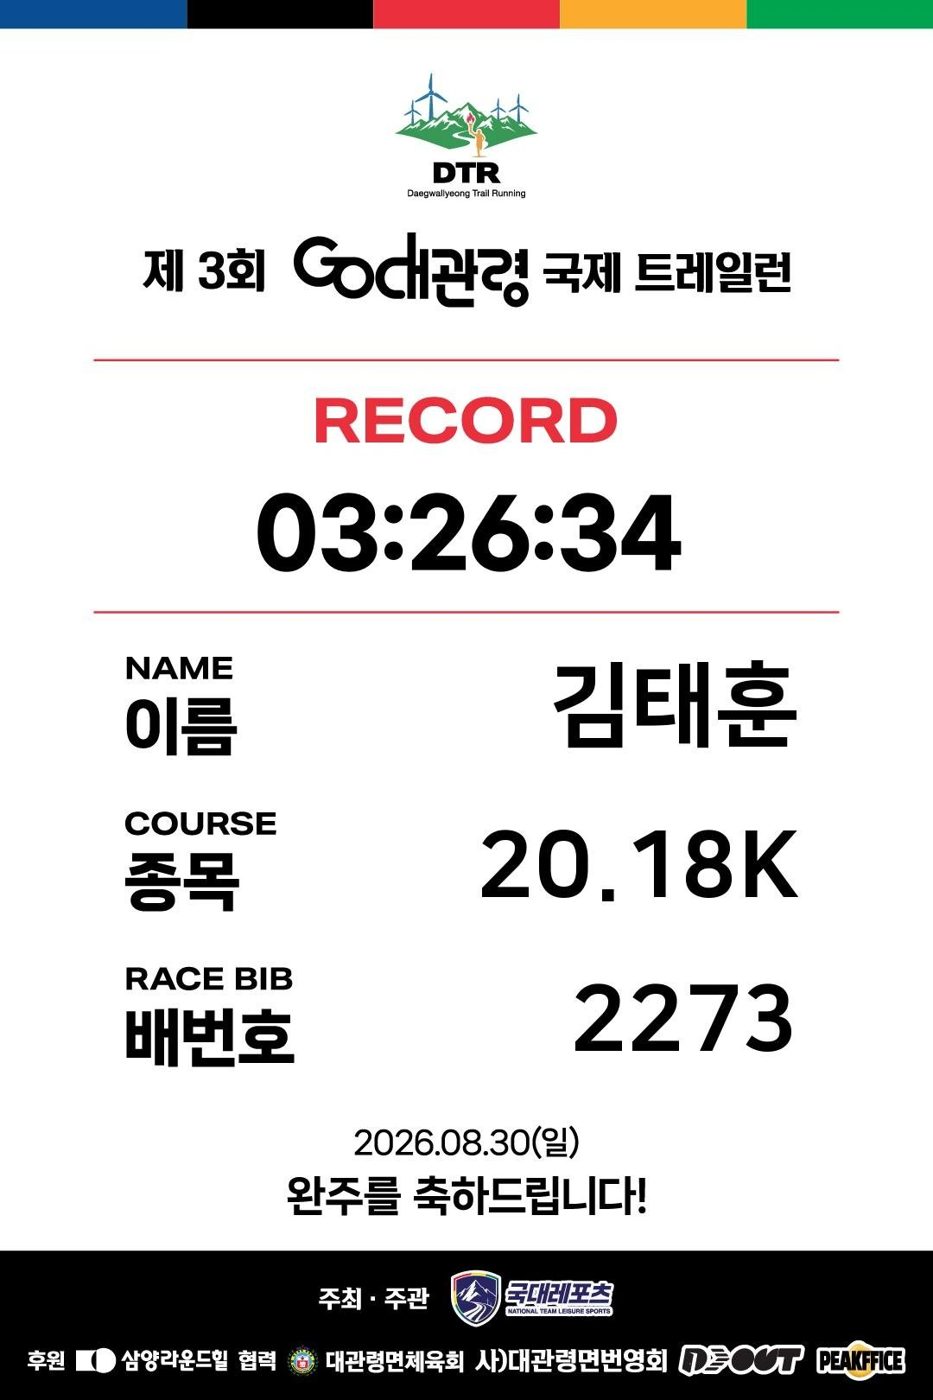 DTR
Daegwallyeong Trail Running
제 3회 Go대관령 국제 트레일런
RECORD
03:26:34
NAME
이름
김태훈
COURSE
종목
20.18K
RACE BIB
배번호
2273
2026.08.30(일)
완주를 축하드립니다!
주최 · 주관 국대레포츠
NATIONAL TEAM LEISURE SPORTS
후원 삼양라운드힐 협력 대관령면체육회 사)대관령면번영회 PEAKFFICE